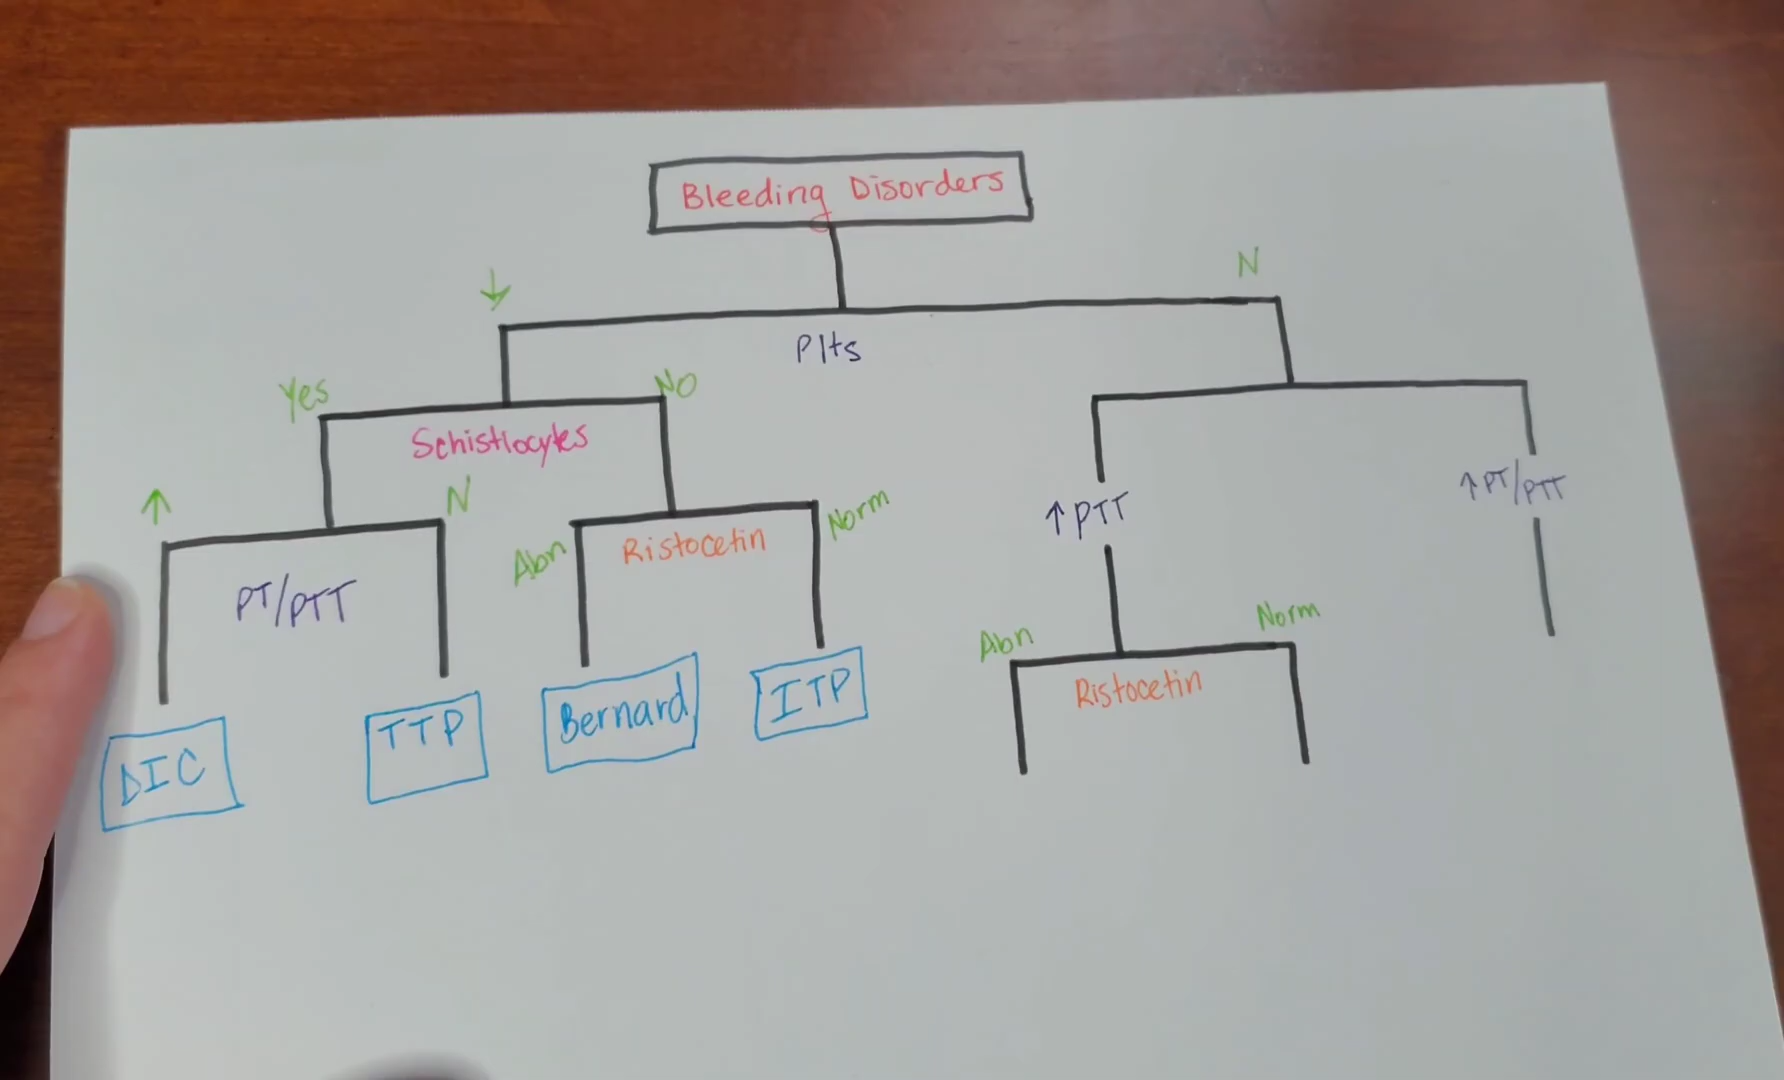 Bleeding Disorders
↓
N
Plts
Yes
No
Schistlocytes
↑
N
PT/PTT
Abn
Ristocetin
Norm
↑ PTT
↑ PT/PTT
Abn
Norm
Ristocetin
DIC
TTP
Bernard
ITP